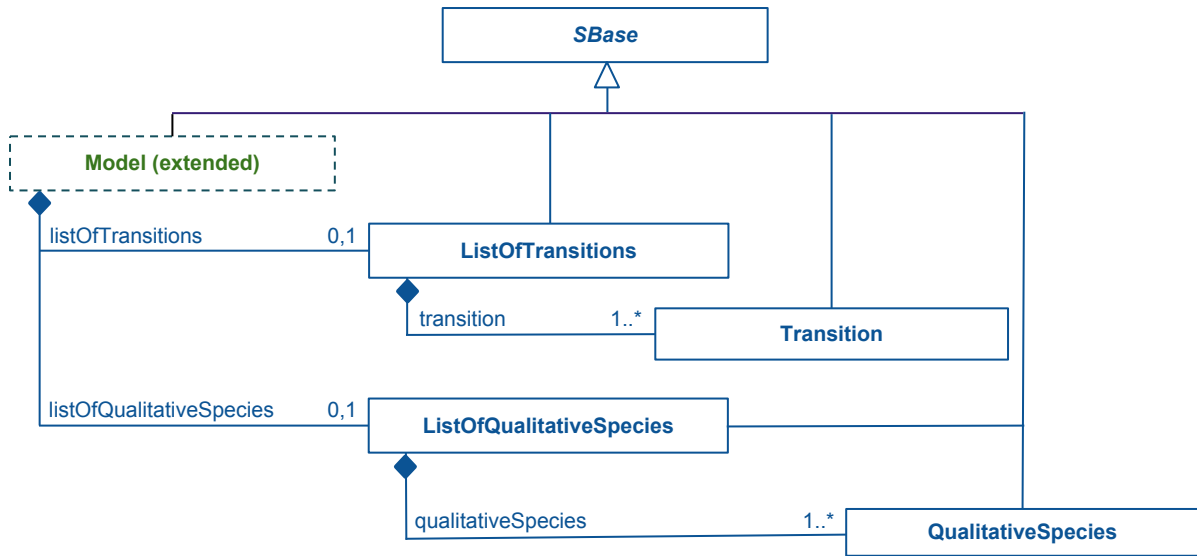 SBase
Model (extended)
listOfTransitions 0,1
ListOfTransitions
transition 1..*
Transition
listOfQualitativeSpecies 0,1
ListOfQualitativeSpecies
qualitativeSpecies 1..*
QualitativeSpecies